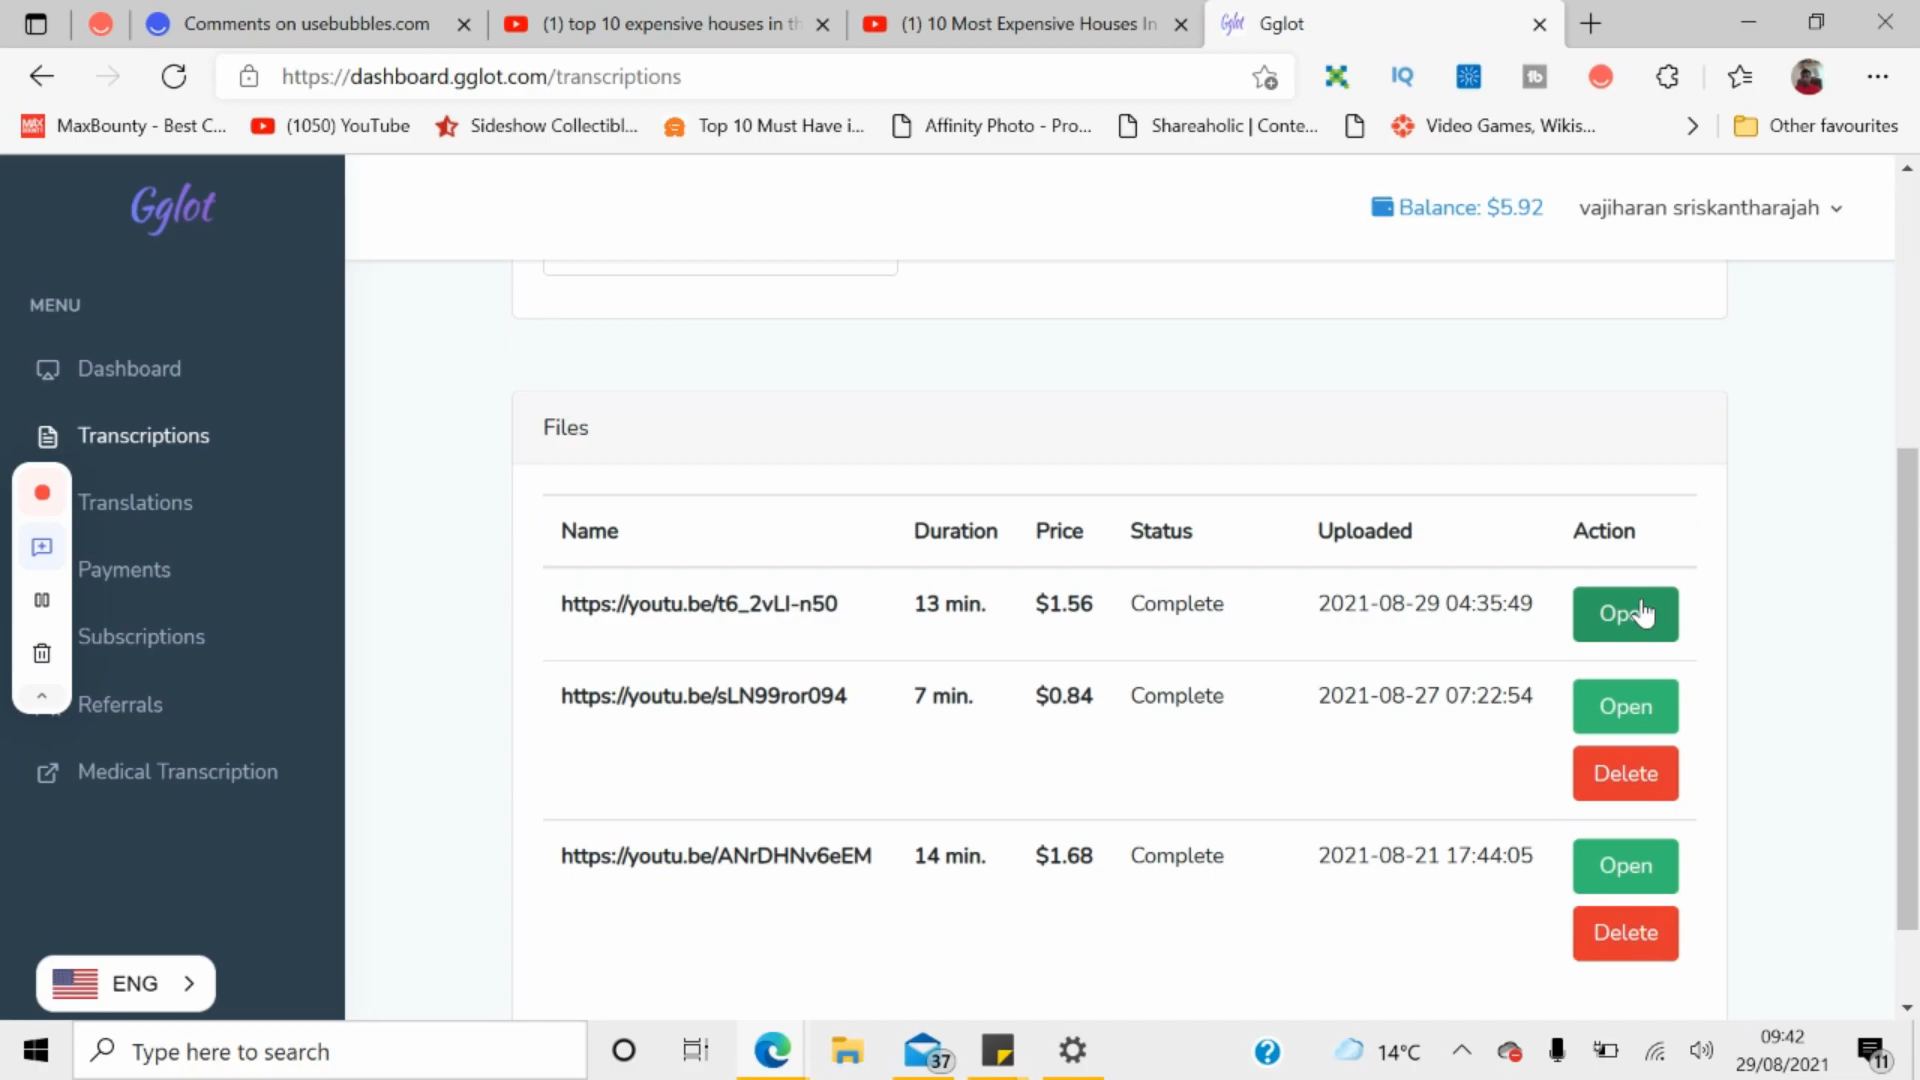 Comments on usebubbles.com
(1) top 10 expensive houses in th
(1) 10 Most Expensive Houses In
Gglot
https://dashboard.gglot.com/transcriptions
IQ
tb
MAX BOUNTY
MaxBounty - Best C...
(1050) YouTube
Sideshow Collectibl...
Top 10 Must Have i...
Affinity Photo - Pro...
Shareaholic | Conte...
Video Games, Wikis...
Other favourites
Gglot
Balance: $5.92
vajiharan sriskantharajah
MENU
Dashboard
Transcriptions
Translations
Payments
Subscriptions
Referrals
Medical Transcription
ENG
Files
Name Duration Price Status Uploaded Action
https://youtu.be/t6_2vLI-n50 13 min. $1.56 Complete 2021-08-29 04:35:49 Open
https://youtu.be/sLN99ror094 7 min. $0.84 Complete 2021-08-27 07:22:54 Open
Delete
https://youtu.be/ANrDHNv6eEM 14 min. $1.68 Complete 2021-08-21 17:44:05 Open
Delete
Type here to search
37
14°C
09:42
29/08/2021
11